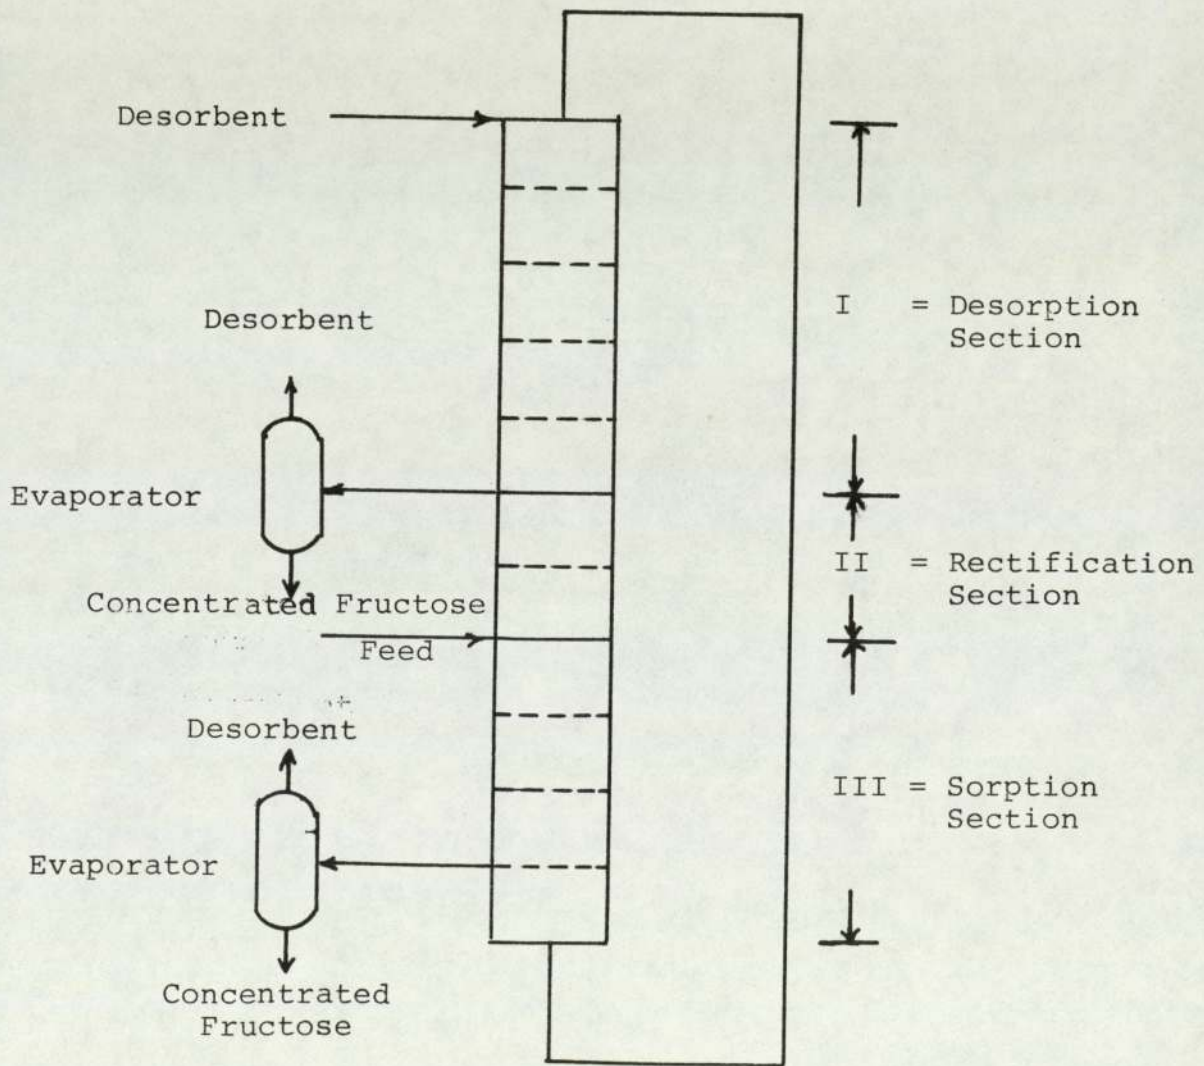 Desorbent
I = Desorption
Section
Desorbent
Evaporator
II = Rectification
Section
Concentrated Fructose
Feed
Desorbent
III = Sorption
Section
Evaporator
Concentrated
Fructose